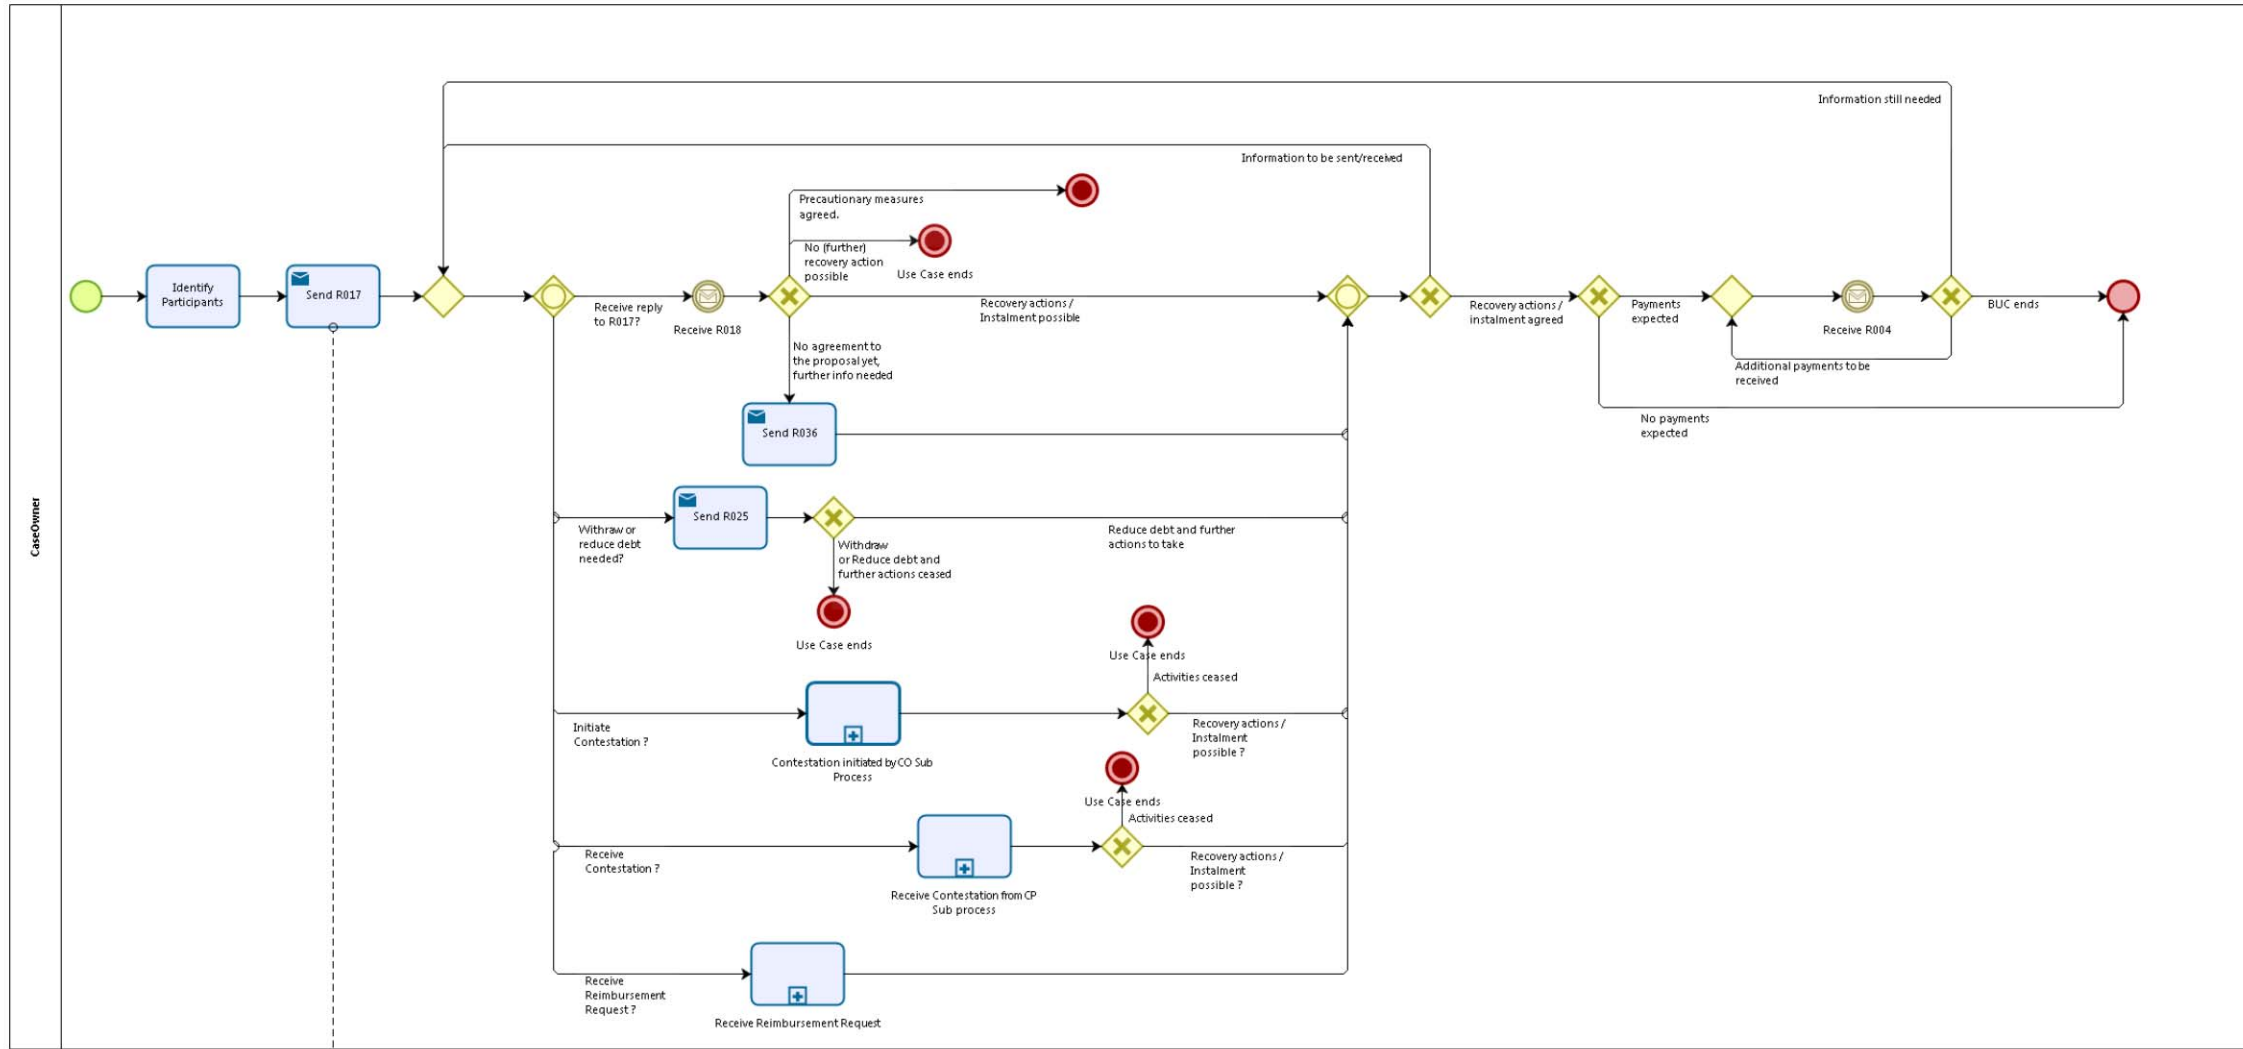 CaseOwner
Information still needed
Information to be sent/received
Precautionary measures
agreed.
No (further)
recovery action
possible
Use Case ends
Identify
Participants
Send R017
Receive reply
to R017?
Receive R018
Recovery actions /
Instalment possible
Recovery actions /
instalment agreed
Payments
expected
Receive R004
BUC ends
No agreement to
the proposal yet,
further info needed
Additional payments to be
received
No payments
expected
Send R036
Withdraw or
reduce debt
needed?
Send R025
Reduce debt and further
actions to take
Withdraw
or Reduce debt and
further actions ceased
Use Case ends
Use Case ends
Activities ceased
Initiate
Contestation ?
Contestation initiated by CO Sub
Process
Recovery actions /
Instalment
possible ?
Use Case ends
Activities ceased
Receive
Contestation ?
Receive Contestation from CP
Sub process
Recovery actions /
Instalment
possible ?
Receive
Reimbursement
Request ?
Receive Reimbursement Request